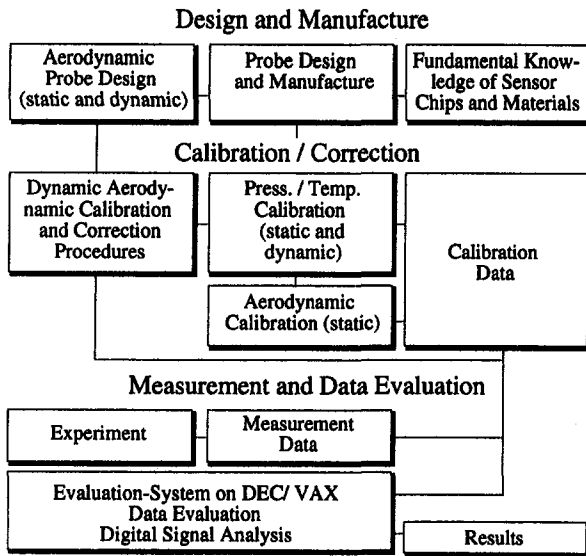 Design and Manufacture
Aerodynamic
Probe Design
(static and dynamic)
Probe Design
and Manufacture
Fundamental Know-
ledge of Sensor
Chips and Materials
Calibration / Correction
Dynamic Aerody-
namic Calibration
and Correction
Procedures
Press. / Temp.
Calibration
(static and
dynamic)
Calibration
Data
Aerodynamic
Calibration (static)
Measurement and Data Evaluation
Experiment
Measurement
Data
Evaluation-System on DEC/ VAX
Data Evaluation
Digital Signal Analysis
Results